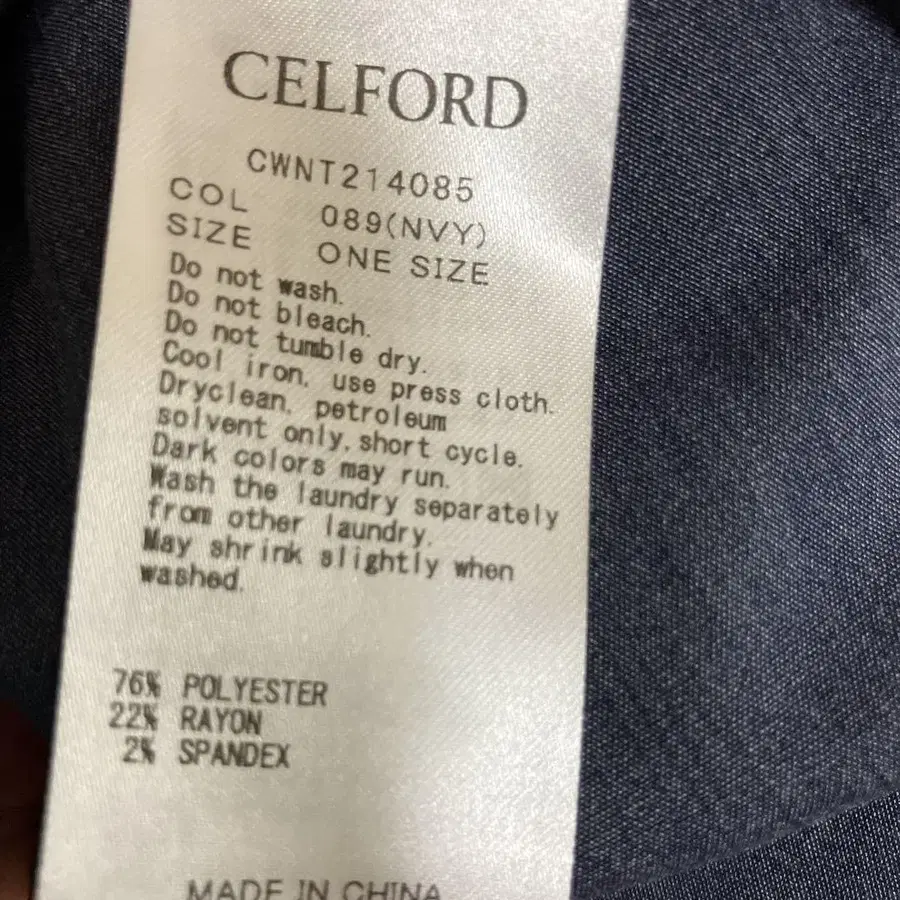 CELFORD
CWNT214085
COL 089(NVY)
SIZE ONE SIZE
Do not wash.
Do not bleach.
Do not tumble dry.
Cool iron, use press cloth.
Dryclean, petroleum
solvent only, short cycle.
Dark colors may run.
Wash the laundry separately
from other laundry.
May shrink slightly when
washed.
76% POLYESTER
22% RAYON
2% SPANDEX
MADE IN CHINA